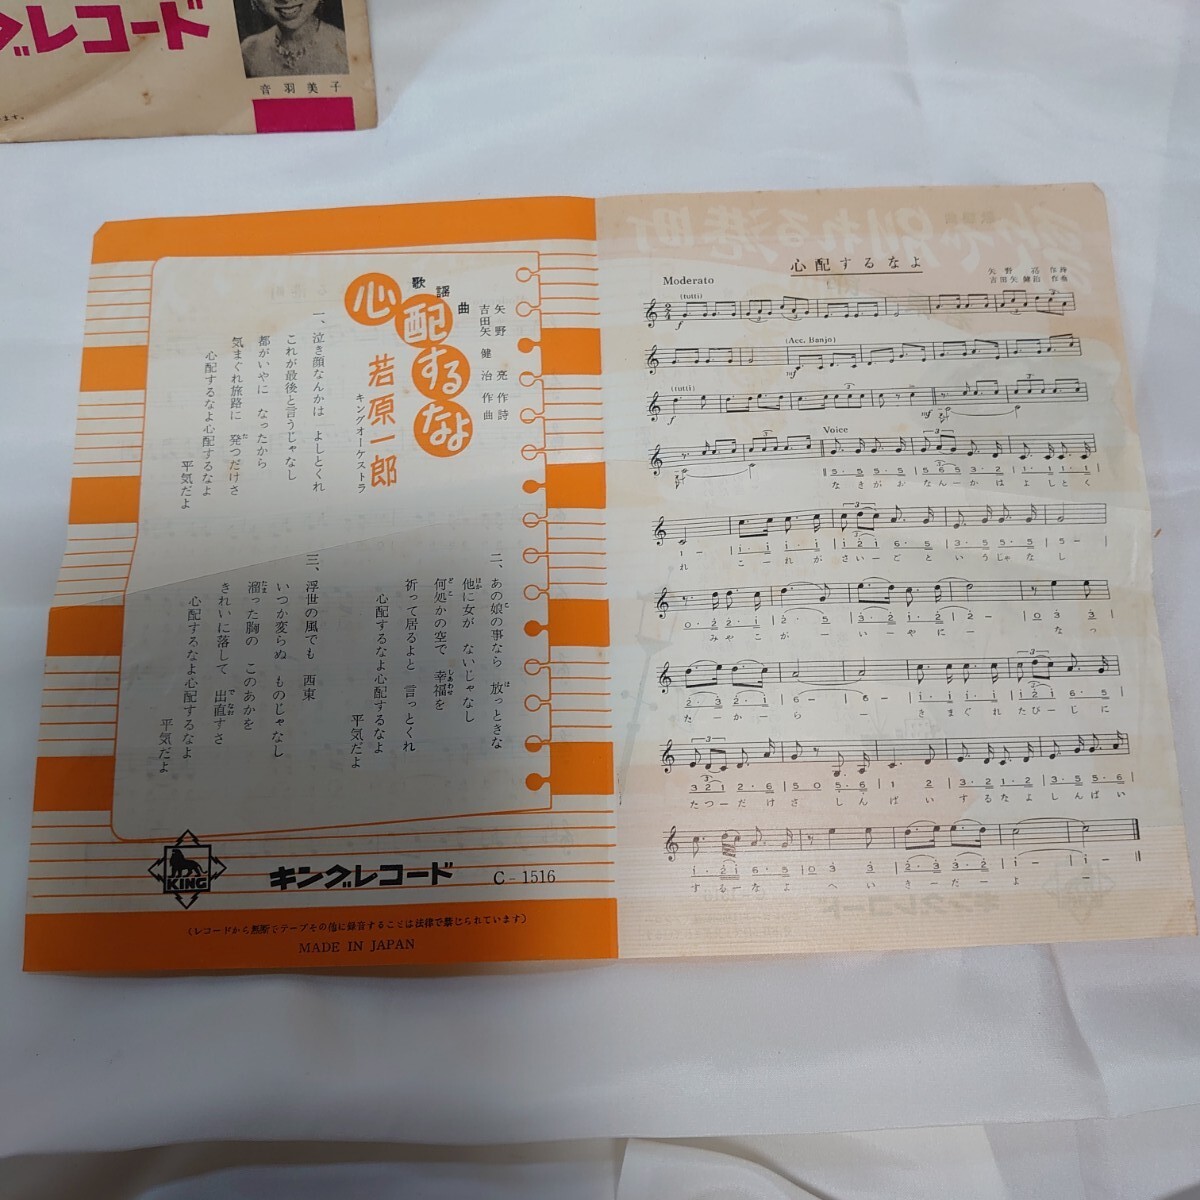 グレコード
音羽美子
ます。
歌謡曲
心配するなよ
矢野亮 作詩
吉田矢健治 作曲
若原一郎
キングオーケストラ
一、泣き顔なんかは よしとくれ
これが最後と言うじゃなし
都がいやに なったから
気まぐれ旅路に 発つだけさ
心配するなよ心配するなよ
平気だよ
二、あの娘の事なら 放っときな
他に女が ないじゃなし
何処かの空で 幸福を
祈って居るよと 言っとくれ
心配するなよ心配するなよ
平気だよ
三、浮世の風でも 西東
いつか変らぬ ものじゃなし
溜った胸の このあかを
きれいに落して 出直すさ
心配するなよ心配するなよ
平気だよ
KING
キングレコード C-1516
(レコードから無断でテープその他に録音することは法律で禁じられています)
MADE IN JAPAN
心配するなよ
矢野 亮 作詩
吉田矢健治 作曲
Moderato
(tutti)
f
(Acc. Banjo)
mf
(tutti)
f
mf
Voice
なきがおなんーかはよしとく
れ こーれがさいーごと というじゃなし
みやこがーいーやにー なっ
たーかーらー きまぐれたびーじに
たつーだけさ しんぱい するなよしんぱい
するーなよ へいきーだーよー
キングレコード